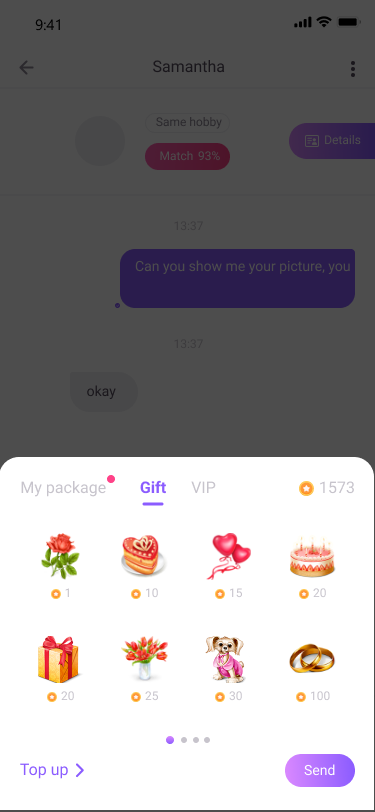 9:41
Samantha
Same hobby
Match 93%
Details
13:37
Can you show me your picture, you
13:37
okay
My package
Gift
VIP
1573
1
10
15
20
20
25
30
100
Top up
Send